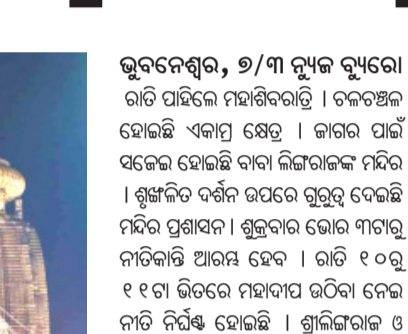 ଭୁବନେଶ୍ୱର, ୭/୩ ନ୍ୟୁଜ ବ୍ୟୁରୋ
ରାତି ପାହିଲେ ମହାଶିବରାତ୍ରି । ଚଳଚଞ୍ଚଳ
ହୋଇଛି ଏକାମ୍ର କ୍ଷେତ୍ର । ଜାଗର ପାଇଁ
ସଜେଇ ହୋଇଛି ବାବା ଲିଙ୍ଗରାଜଙ୍କ ମନ୍ଦିର
। ଶୃଙ୍ଖଳିତ ଦର୍ଶନ ଉପରେ ଗୁରୁତ୍ୱ ଦେଇଛି
ମନ୍ଦିର ପ୍ରଶାସନ । ଶୁକ୍ରବାର ଭୋର ୩ଟାରୁ
ନୀତିକାନ୍ତି ଆରମ୍ଭ ହେବ । ରାତି ୧୦ରୁ
୧୧ଟା ଭିତରେ ମହାଦୀପ ଉଠିବା ନେଇ
ନୀତି ନିର୍ଘଣ୍ଟ ହୋଇଛି । ଶ୍ରୀଲିଙ୍ଗରାଜ ଓ